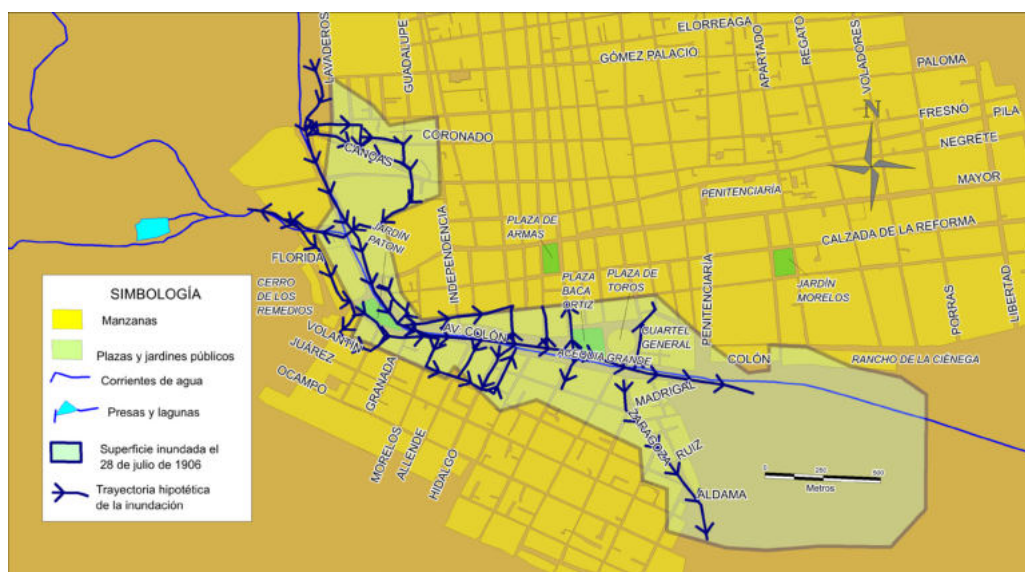 ELORREAGA
GÓMEZ PALACIO
LAVADEROS
GUADALUPE
APARTADO
REGATO
VOLADORES
PALOMA
FRESNO
PILA
NEGRETE
N
CORONADO
CANOAS
MAYOR
PENITENCIARÍA
CALZADA DE LA REFORMA
JARDÍN
PATONI
INDEPENDENCIA
PLAZA DE
ARMAS
FLORIDA
CERRO
DE LOS
REMEDIOS
PLAZA
BACA
ORTIZ
PLAZA DE
TOROS
PENITENCIARIA
JARDÍN
MORELOS
PORRAS
LIBERTAD
VOLANTÍN
AV. COLÓN
CUARTEL
GENERAL
JUÁREZ
ACEQUIA GRANDE
COLÓN
RANCHO DE LA CIÉNEGA
OCAMPO
GRANADA
MADRIGAL
MORELOS
ALLENDE
HIDALGO
ZARAGOZA
RUIZ
ALDAMA
0 250 500
Metros
SIMBOLOGÍA
Manzanas
Plazas y jardines públicos
Corrientes de agua
Presas y lagunas
Superficie inundada el
28 de julio de 1906
Trayectoria hipotética
de la inundación